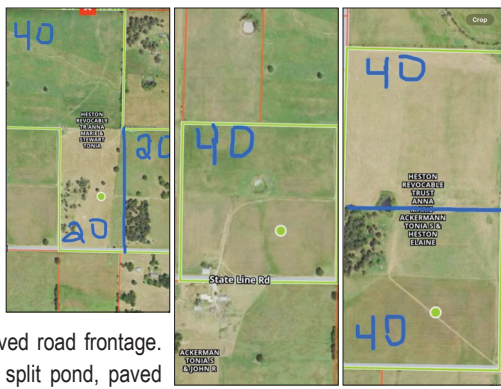 40
HESTON
REVOCABLE
TR ANNA
MARIE &
STEWART
TONIA
20
20
40
State Line Rd
ACKERMAN
TONIA S
& JOHN R
Crop
40
HESTON
REVOCABLE
TRUST
ANNA
ACKERMANN
TONIA S &
HESTON
ELAINE
40
ved road frontage.
split pond, paved